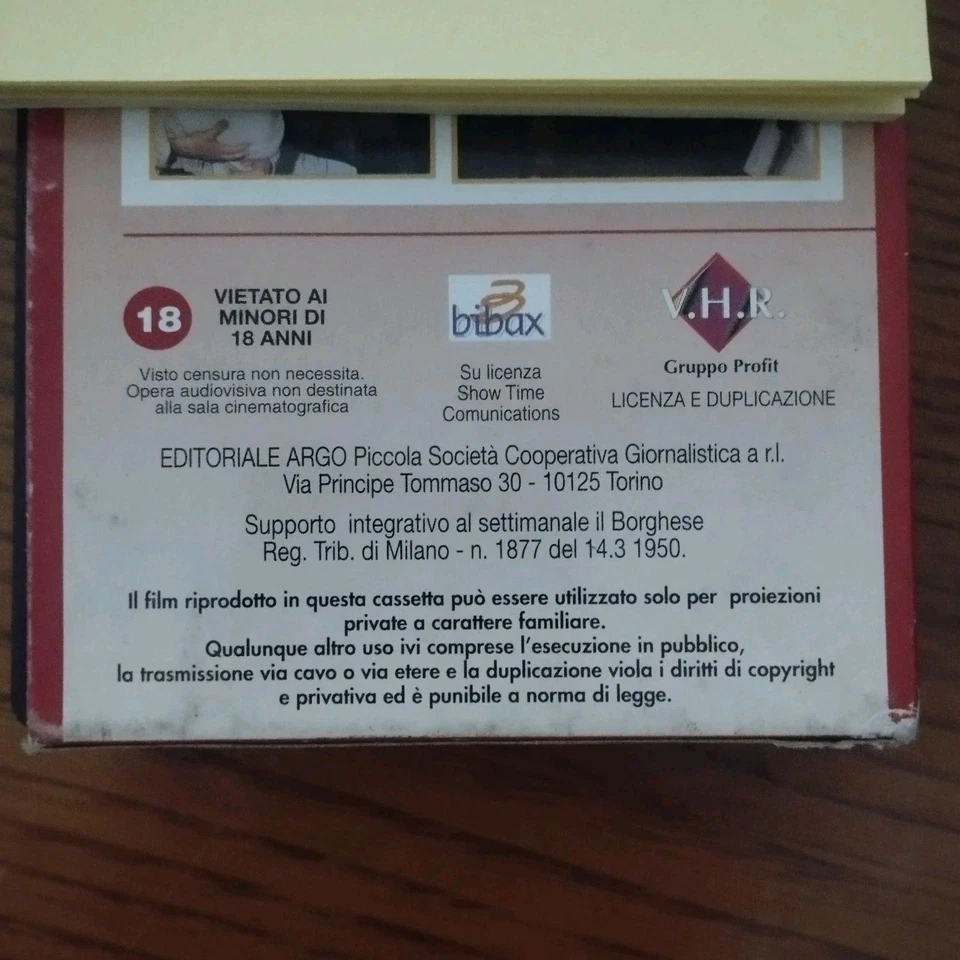 18
VIETATO AI
MINORI DI
18 ANNI
Visto censura non necessita.
Opera audiovisiva non destinata
alla sala cinematografica
bibax
Su licenza
Show Time
Comunications
V.H.R.
Gruppo Profit
LICENZA E DUPLICAZIONE
EDITORIALE ARGO Piccola Società Cooperativa Giornalistica a r.l.
Via Principe Tommaso 30 - 10125 Torino
Supporto integrativo al settimanale il Borghese
Reg. Trib. di Milano - n. 1877 del 14.3 1950.
Il film riprodotto in questa cassetta può essere utilizzato solo per proiezioni
private a carattere familiare.
Qualunque altro uso ivi comprese l'esecuzione in pubblico,
la trasmissione via cavo o via etere e la duplicazione viola i diritti di copyright
e privativa ed è punibile a norma di legge.